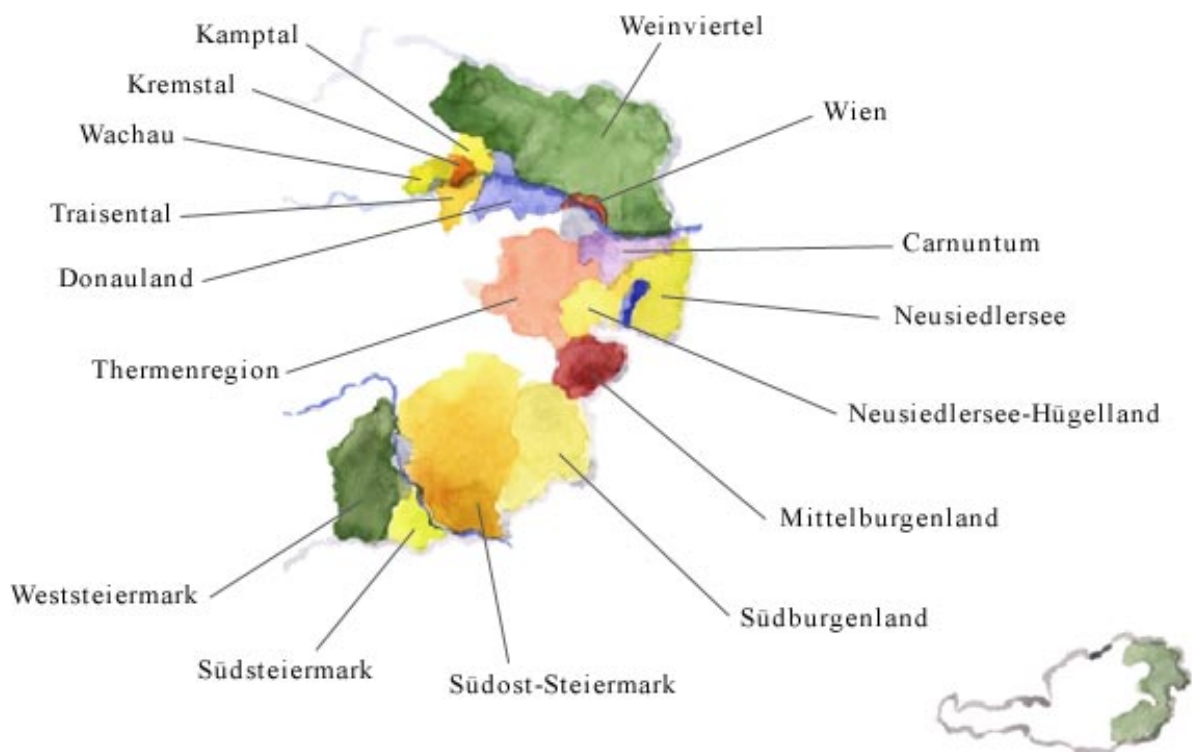 Kamptal
Weinviertel
Kremstal
Wien
Wachau
Traisental
Carnuntum
Donauland
Neusiedlersee
Thermenregion
Neusiedlersee-Hügelland
Mittelburgenland
Weststeiermark
Südburgenland
Südsteiermark
Südost-Steiermark